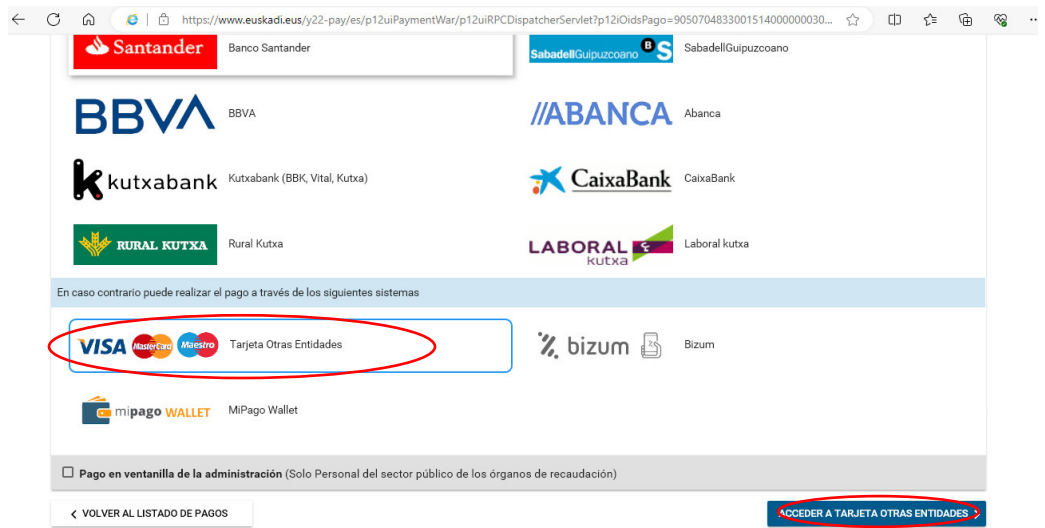 https://www.euskadi.eus/y22-pay/es/p12uiPaymentWar/p12uiRPCDispatcherServlet?p12iOidsPago=9050704833001514000000030...
Santander Banco Santander
SabadellGuipuzcoano BS SabadellGuipuzcoano
BBVA BBVA
//ABANCA Abanca
kutxabank Kutxabank (BBK, Vital, Kutxa)
CaixaBank CaixaBank
RURAL KUTXA Rural Kutxa
LABORAL kutxa Laboral kutxa
En caso contrario puede realizar el pago a través de los siguientes sistemas
VISA MasterCard Maestro Tarjeta Otras Entidades
bizum Bizum
mipago WALLET MiPago Wallet
Pago en ventanilla de la administración (Solo Personal del sector público de los órganos de recaudación)
VOLVER AL LISTADO DE PAGOS
ACCEDER A TARJETA OTRAS ENTIDADES